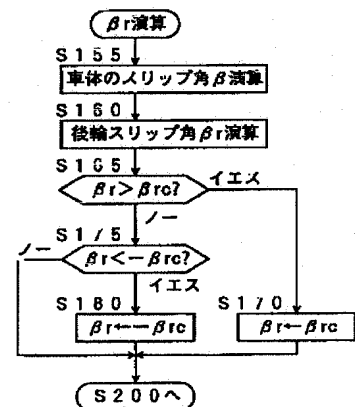 βr演算
S155
車体のスリップ角β演算
S160
後輪スリップ角βr演算
S165
βr>βrc?
イエス
ノー
S175
ノー
βr<-βrc?
イエス
S180
S170
βr←-βrc
βr←βrc
S200へ